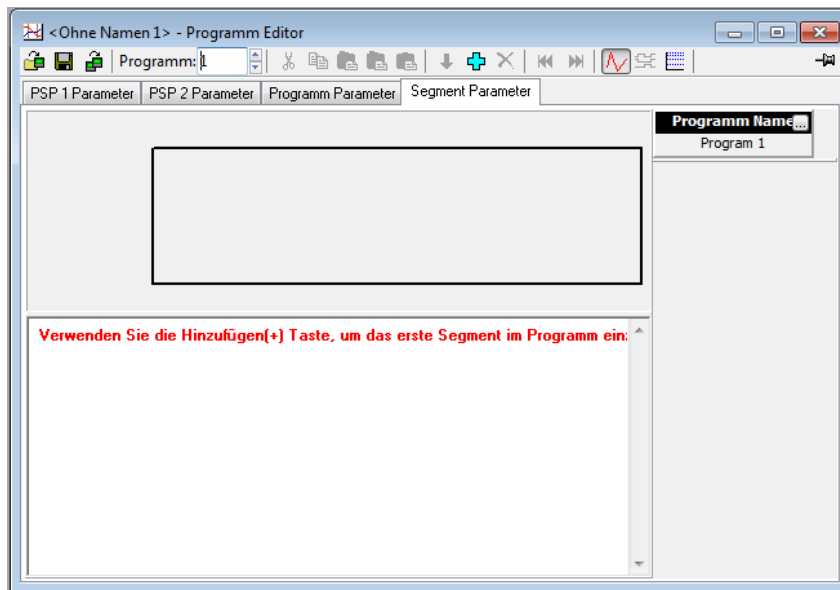 <Ohne Namen 1> - Programm Editor
Programm: 1
PSP 1 Parameter PSP 2 Parameter Programm Parameter Segment Parameter
Programm Name...
Program 1
Verwenden Sie die Hinzufügen(+) Taste, um das erste Segment im Programm ein